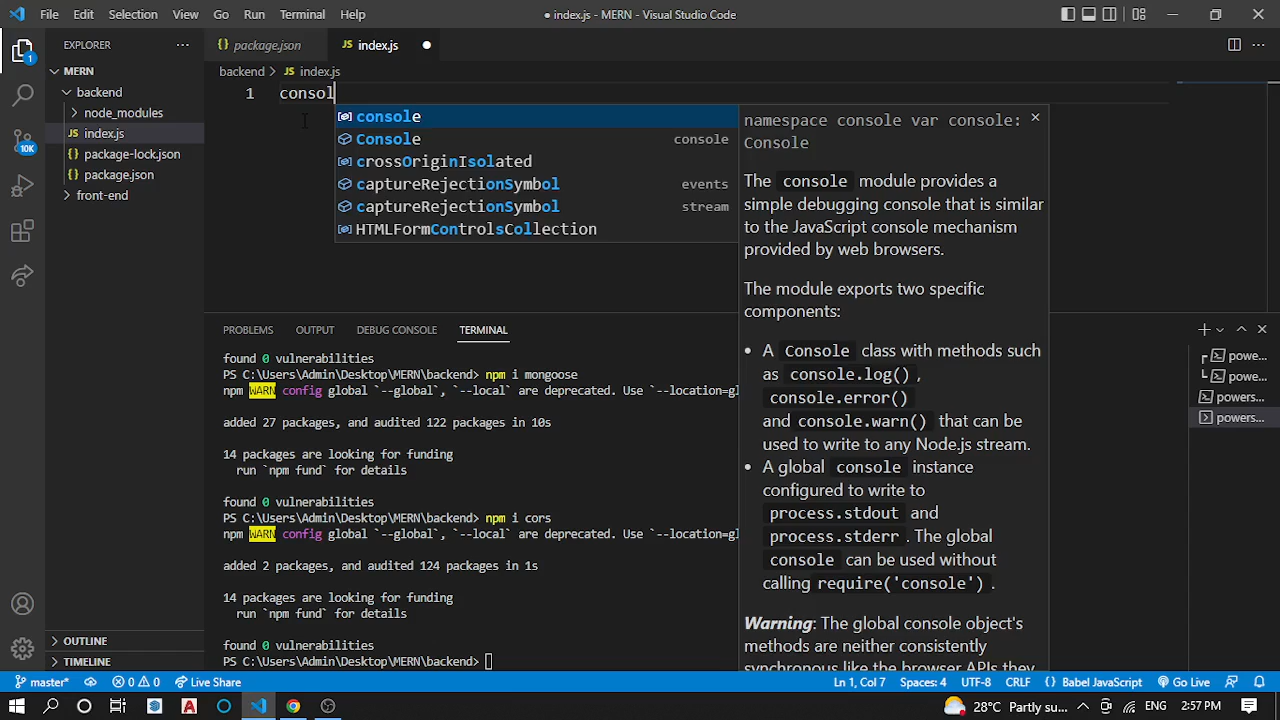 File Edit Selection View Go Run Terminal Help
● index.js - MERN - Visual Studio Code
EXPLORER
MERN
backend
node_modules
index.js
package-lock.json
package.json
front-end
OUTLINE
TIMELINE
1
10K
package.json
index.js
backend > index.js
1 consol
console
Console console
crossOriginIsolated
captureRejectionSymbol events
captureRejectionSymbol stream
HTMLFormControlsCollection
namespace console var console:
Console
The console module provides a
simple debugging console that is similar
to the JavaScript console mechanism
provided by web browsers.
The module exports two specific
components:
• A Console class with methods such
as console.log(),
console.error()
and console.warn() that can be
used to write to any Node.js stream.
• A global console instance
configured to write to
process.stdout and
process.stderr. The global
console can be used without
calling require('console').
Warning: The global console object's
methods are neither consistently
synchronous like the browser APIs they
PROBLEMS OUTPUT DEBUG CONSOLE TERMINAL
found 0 vulnerabilities
PS C:\Users\Admin\Desktop\MERN\backend> npm i mongoose
npm WARN config global `--global`, `--local` are deprecated. Use `--location=gl
added 27 packages, and audited 122 packages in 10s
14 packages are looking for funding
run `npm fund` for details
found 0 vulnerabilities
PS C:\Users\Admin\Desktop\MERN\backend> npm i cors
npm WARN config global `--global`, `--local` are deprecated. Use `--location=gl
added 2 packages, and audited 124 packages in 1s
14 packages are looking for funding
run `npm fund` for details
found 0 vulnerabilities
PS C:\Users\Admin\Desktop\MERN\backend>
powe...
powe...
powers...
powers...
master* 0 0 Live Share
Ln 1, Col 7 Spaces: 4 UTF-8 CRLF {} Babel JavaScript Go Live
28°C Partly su... ENG 2:57 PM